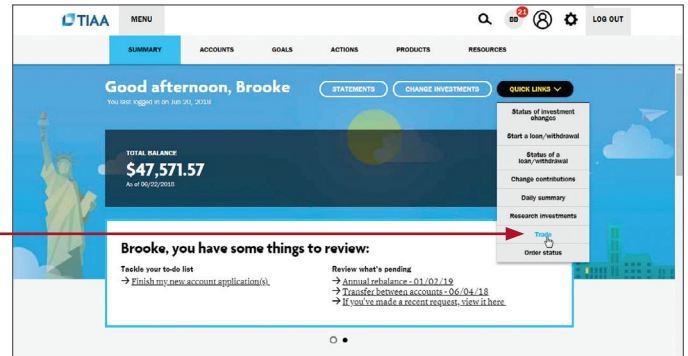 TIAA
MENU
21
BB
LOG OUT
SUMMARY
ACCOUNTS
GOALS
ACTIONS
PRODUCTS
RESOURCES
Good afternoon, Brooke
You last logged in on Jun 20, 2018
STATEMENTS
CHANGE INVESTMENTS
QUICK LINKS
Status of investment
changes
Start a loan/withdrawal
Status of a
loan/withdrawal
Change contributions
Daily summary
Research investments
Trade
Order status
TOTAL BALANCE
$47,571.57
As of 06/22/2018
Brooke, you have some things to review:
Tackle your to-do list
→ Finish my new account application(s)
Review what's pending
→ Annual rebalance - 01/02/19
→ Transfer between accounts - 06/04/18
→ If you've made a recent request, view it here